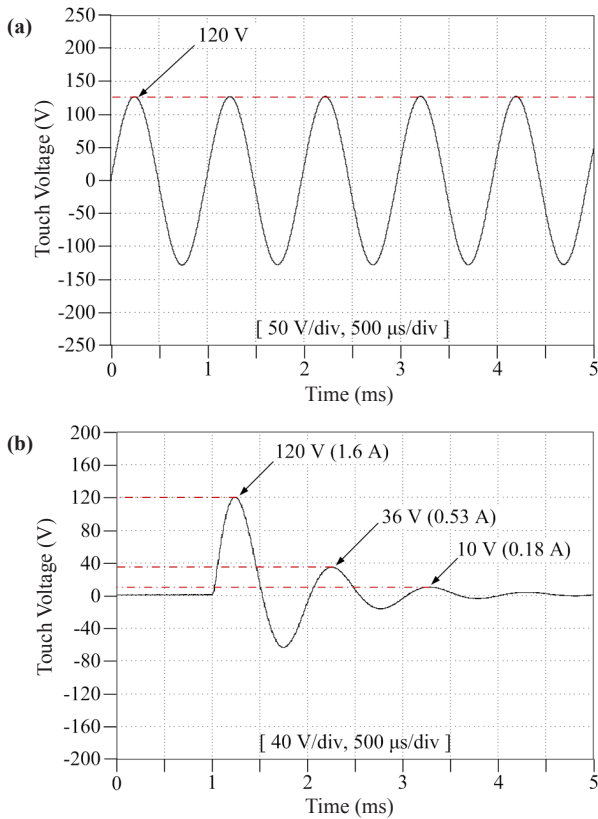 (a)
250
200
150
100
50
0
-50
-100
-150
-200
-250
Touch Voltage (V)
120 V
[ 50 V/div, 500 μs/div ]
0 1 2 3 4 5
Time (ms)
(b)
200
160
120
80
40
0
-40
-80
-120
-160
-200
Touch Voltage (V)
120 V (1.6 A)
36 V (0.53 A)
10 V (0.18 A)
[ 40 V/div, 500 μs/div ]
0 1 2 3 4 5
Time (ms)